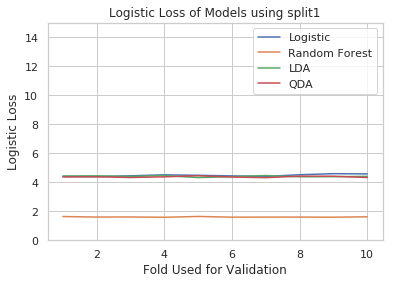 Logistic Loss of Models using split1
Logistic
Random Forest
LDA
QDA
Logistic Loss
14
12
10
8
6
4
2
0
2 4 6 8 10
Fold Used for Validation